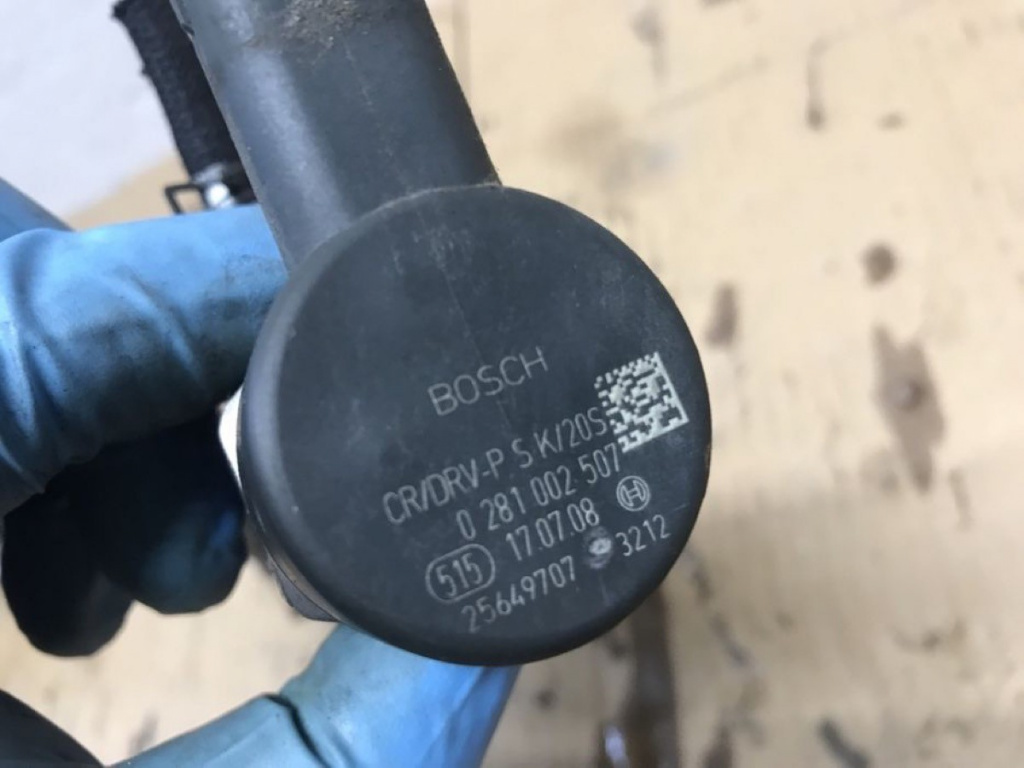 BOSCH
CR/DRV-P S K/20S
0 281 002 507
515 17.07.08 H
25649707 3212